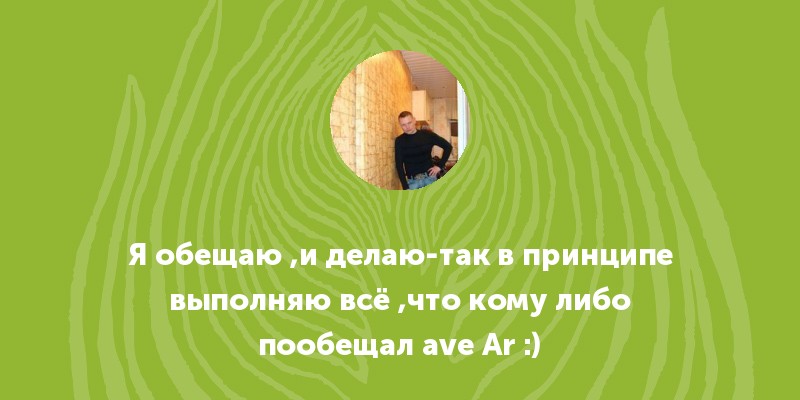 Я обещаю ,и делаю-так в принципе
выполняю всё ,что кому либо
пообещал ave Ar :)